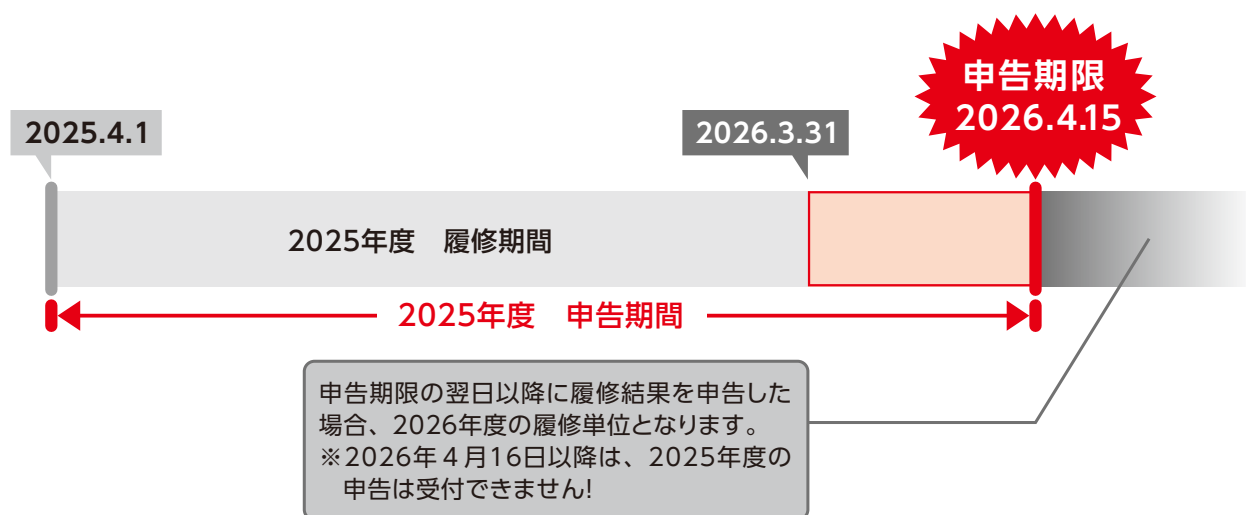 申告期限
2026.4.15
2025.4.1
2026.3.31
2025年度　履修期間
2025年度　申告期間
申告期限の翌日以降に履修結果を申告した
場合、2026年度の履修単位となります。
※2026年４月16日以降は、2025年度の
申告は受付できません!